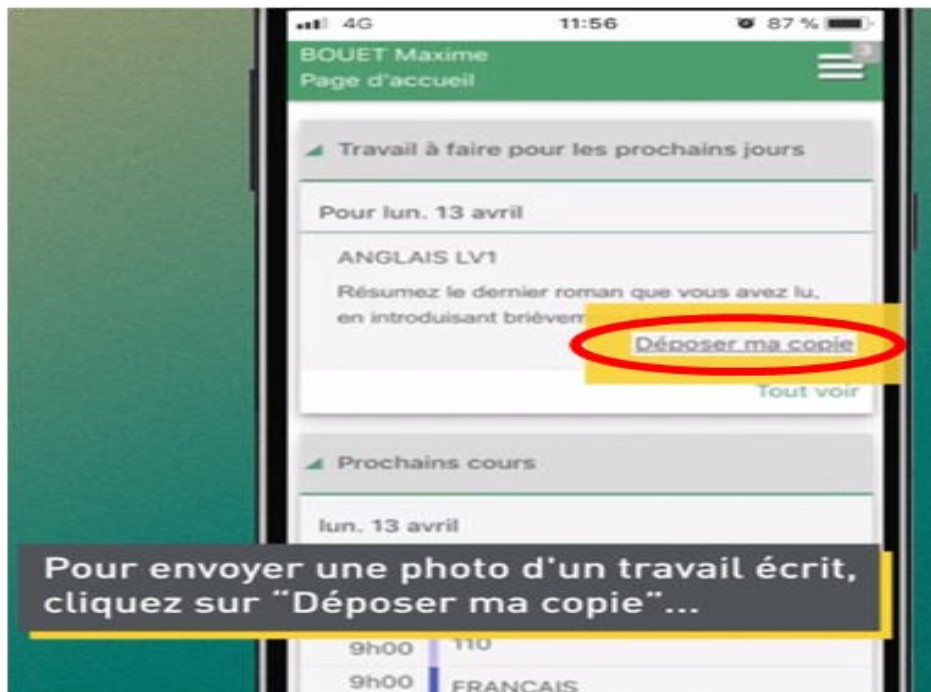 4G 11:56 87 %
BOUET Maxime
3
Page d'accueil
Travail à faire pour les prochains jours
Pour lun. 13 avril
ANGLAIS LV1
Résumez le dernier roman que vous avez lu,
en introduisant
Déposer ma copie
Tout voir
Prochains cours
lun. 13 avril
Pour envoyer une photo d'un travail écrit,
cliquez sur “Déposer ma copie”...
9h00 110
9h00 FRANCAIS